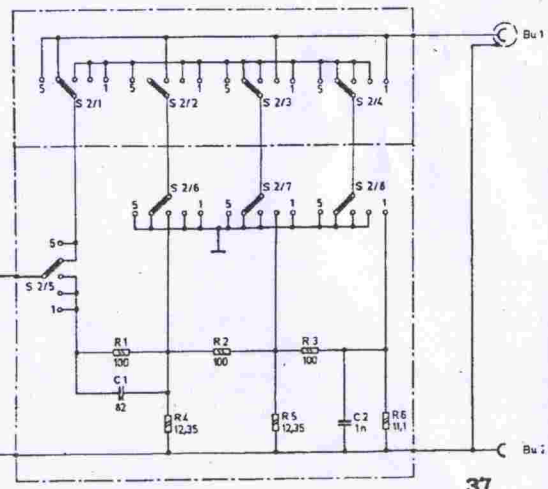 Bu 1
5 1 5 1 5 1 5 1
S 2/1 S 2/2 S 2/3 S 2/4
S 2/6 S 2/7 S 2/8
5 1 5 1 5 1
5
S 2/5
1
R1 R2 R3
100 100 100
C1
82
R4 R5 C2 R6
12,35 12,35 1n 11,1
Bu 2
37